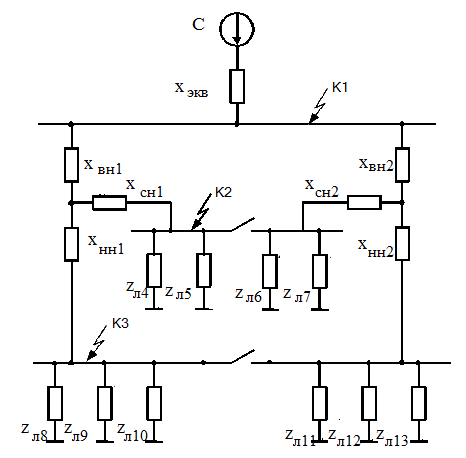 С
x экв
К1
x вн1
x сн1
К2
x сн2
x вн2
x нн1
x нн2
z л4
z л5
z л6
z л7
К3
z л8
z л9
z л10
z л11
z л12
z л13